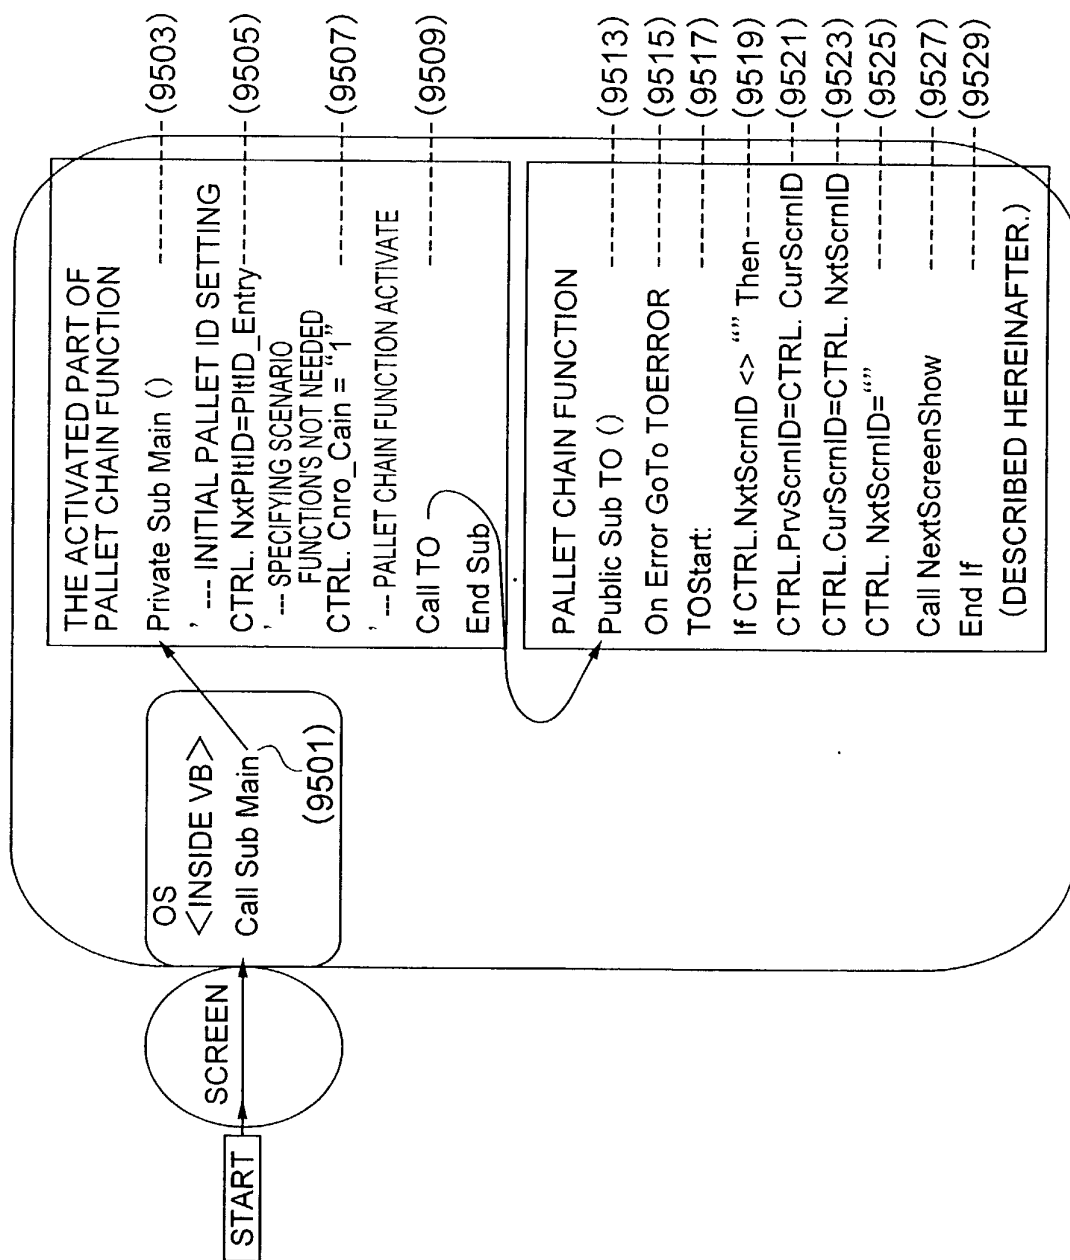 START
SCREEN
OS
<INSIDE VB>
Call Sub Main
(9501)
THE ACTIVATED PART OF
PALLET CHAIN FUNCTION
Private Sub Main () ---------(9503)
’ --- INITIAL PALLET ID SETTING
CTRL. NxtPltID=PltID_Entry----(9505)
’ --- SPECIFYING SCENARIO
FUNCTION'S NOT NEEDED
CTRL. Cnro_Cain = “1” ---------(9507)
’ --- PALLET CHAIN FUNCTION ACTIVATE
Call TO ---------(9509)
End Sub
PALLET CHAIN FUNCTION
Public Sub TO () ---------(9513)
On Error GoTo TOERROR ---------(9515)
TOStart: ---------(9517)
If CTRL.NxtScrnID <> “” Then-------(9519)
CTRL.PrvScrnID=CTRL. CurScrnID--(9521)
CTRL.CurScrnID=CTRL. NxtScrnID --(9523)
CTRL. NxtScrnID=“” ---------(9525)
Call NextScreenShow ---------(9527)
End If ---------(9529)
(DESCRIBED HEREINAFTER.)